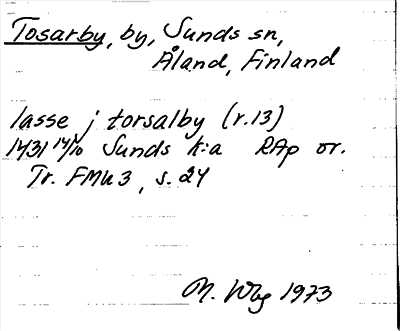 Tosarby, by, Sunds sn,
Åland, Finland
lasse j torsalby (r.13)
1431 14/10 Sunds k:a RAp or.
Tr. FMU 3, s. 24
M. Wbg 1973